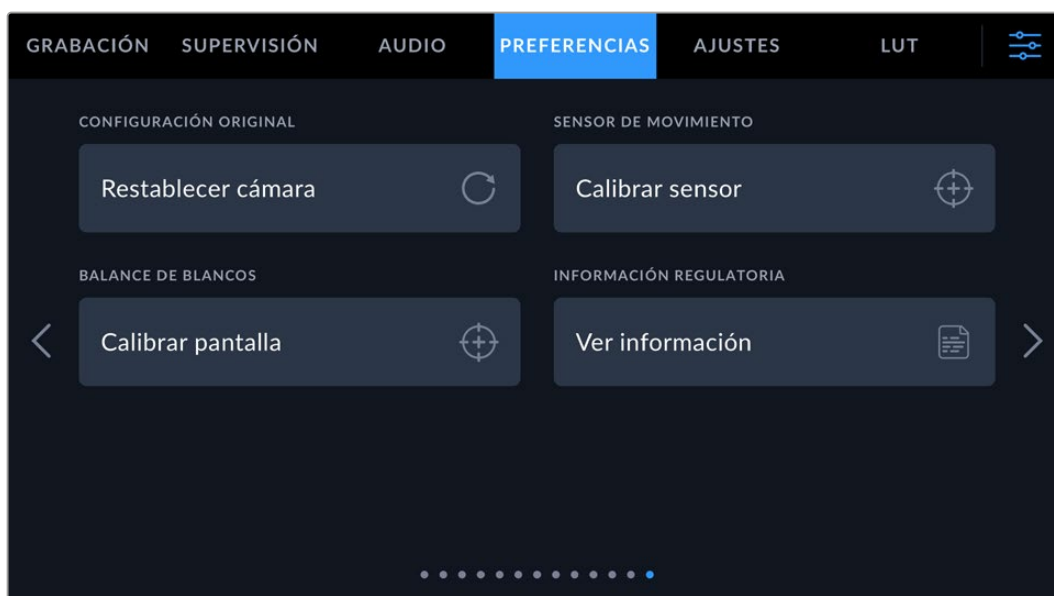 GRABACIÓN SUPERVISIÓN AUDIO PREFERENCIAS AJUSTES LUT
CONFIGURACIÓN ORIGINAL
Restablecer cámara
SENSOR DE MOVIMIENTO
Calibrar sensor
BALANCE DE BLANCOS
Calibrar pantalla
INFORMACIÓN REGULATORIA
Ver información